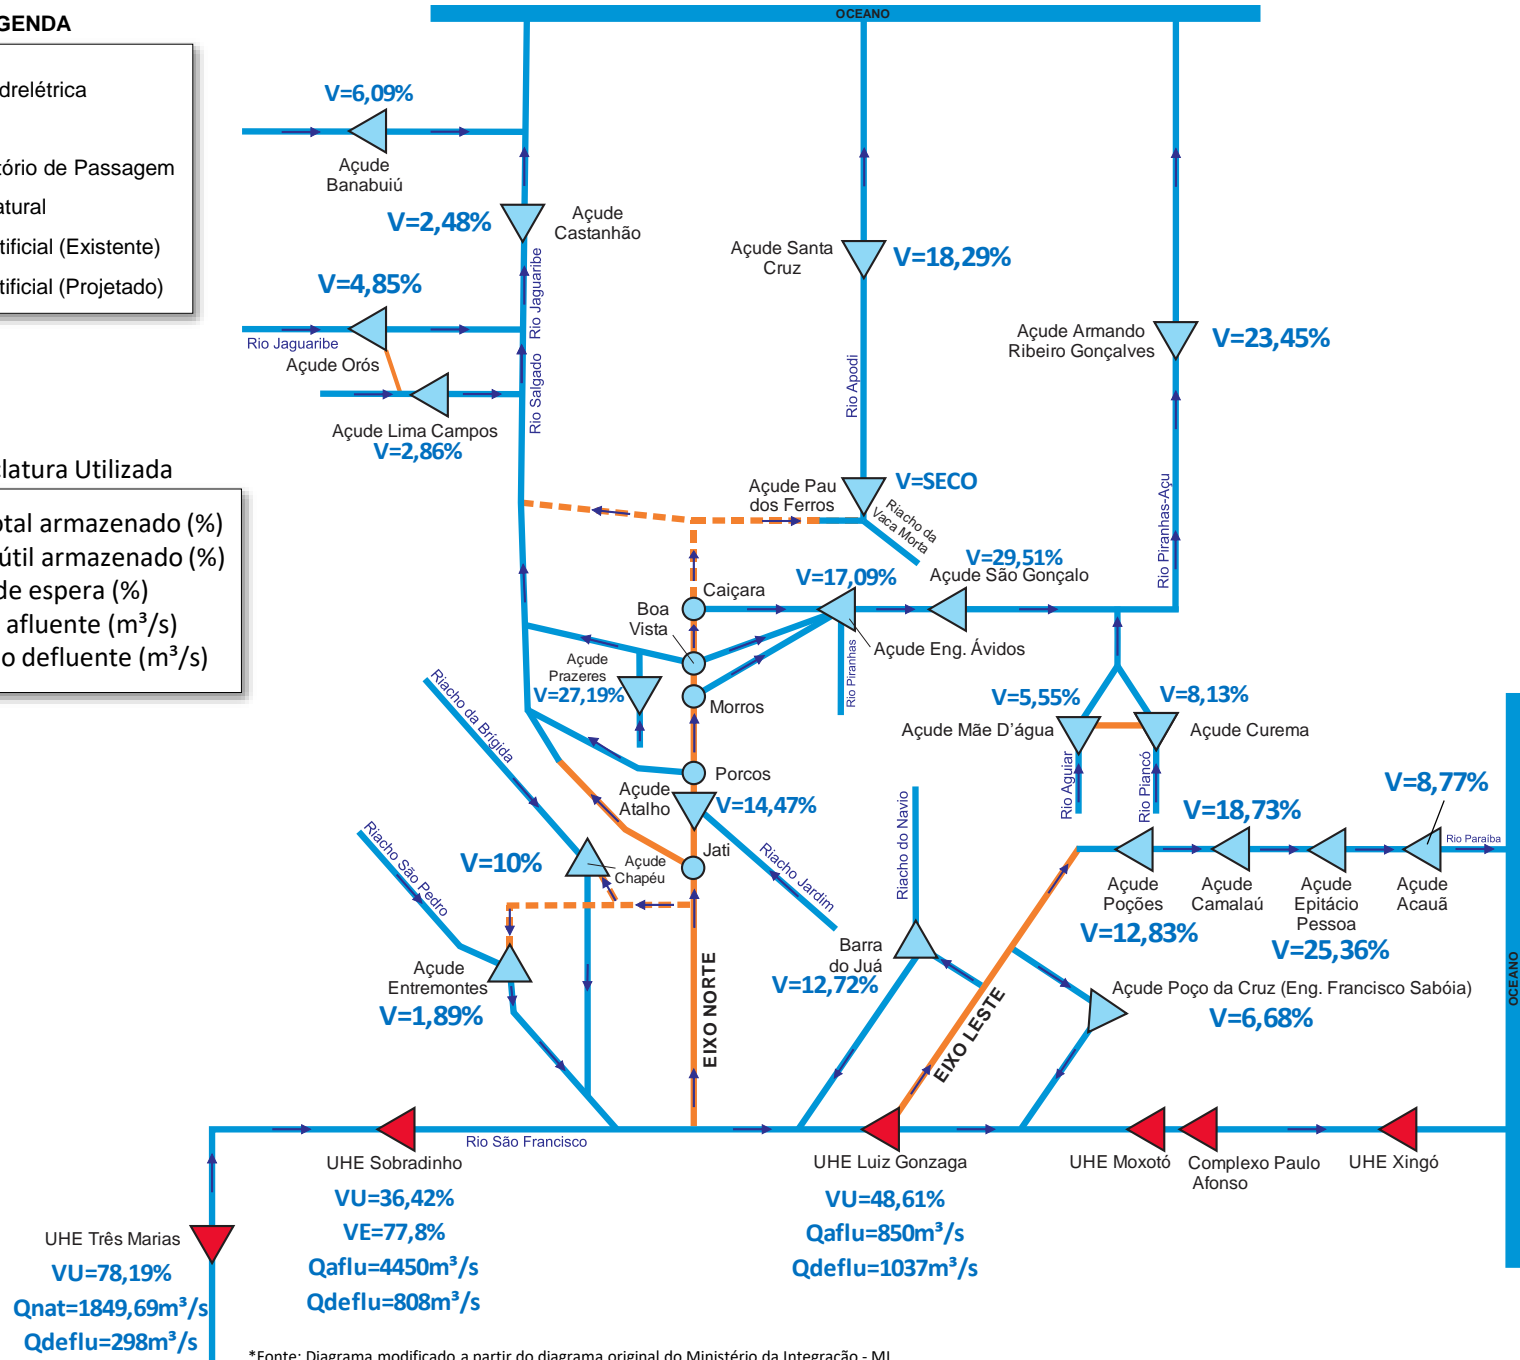 OCEANO
GENDA
drelétrica
tório de Passagem
atural
tificial (Existente)
tificial (Projetado)
V=6,09%
Açude
Banabuiú
V=2,48%
Açude
Castanhão
Rio Jaguaribe
V=4,85%
Rio Jaguaribe
Açude Orós
Rio Salgado
Açude Lima Campos
V=2,86%
Açude Santa
Cruz
V=18,29%
Rio Apodi
Açude Armando
Ribeiro Gonçalves
V=23,45%
Rio Piranhas-Açu
clatura Utilizada
otal armazenado (%)
útil armazenado (%)
de espera (%)
afluente (m³/s)
o defluente (m³/s)
Açude Pau
dos Ferros
V=SECO
Riacho da
Vaca Morta
V=29,51%
Açude São Gonçalo
V=17,09%
Açude Eng. Ávidos
Rio Piranhas
Caiçara
Boa
Vista
Açude
Prazeres
V=27,19%
Morros
Porcos
Açude
Atalho
V=14,47%
Jati
Riacho Jardim
Riacho da Brígida
Riacho São Pedro
V=10%
Açude
Chapéu
Açude
Entremontes
V=1,89%
EIXO NORTE
V=5,55%
Açude Mãe D'água
V=8,13%
Açude Curema
Rio Aguiar
Rio Piancó
V=8,77%
V=18,73%
Rio Paraíba
Açude
Poções
V=12,83%
Açude
Camalaú
Açude
Epitácio
Pessoa
V=25,36%
Açude
Acauã
OCEANO
Riacho do Navio
Barra
do Juá
V=12,72%
EIXO LESTE
Açude Poço da Cruz (Eng. Francisco Sabóia)
V=6,68%
Rio São Francisco
UHE Sobradinho
VU=36,42%
VE=77,8%
Qaflu=4450m³/s
Qdeflu=808m³/s
UHE Luiz Gonzaga
VU=48,61%
Qaflu=850m³/s
Qdeflu=1037m³/s
UHE Moxotó
Complexo Paulo
Afonso
UHE Xingó
UHE Três Marias
VU=78,19%
Qnat=1849,69m³/s
Qdeflu=298m³/s
*Fonte: Diagrama modificado a partir do diagrama original do Ministério da Integração - MI